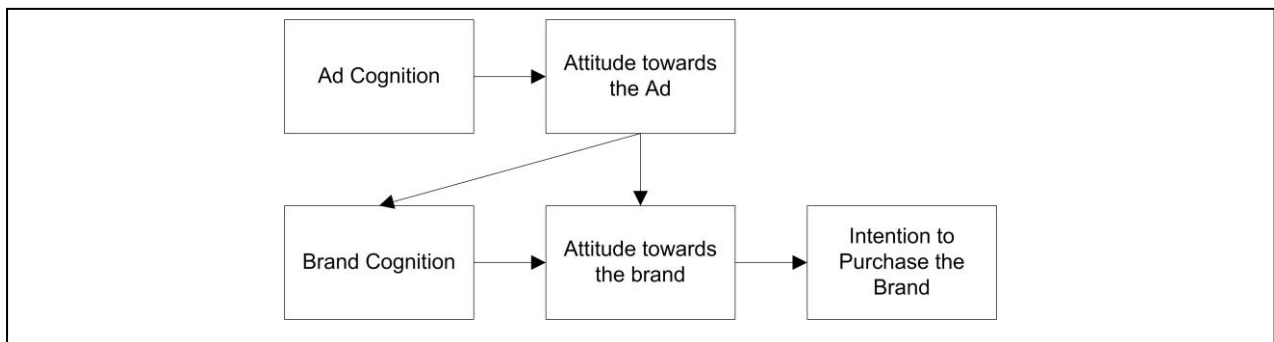 Ad Cognition
Attitude towards
the Ad
Brand Cognition
Attitude towards
the brand
Intention to
Purchase the
Brand